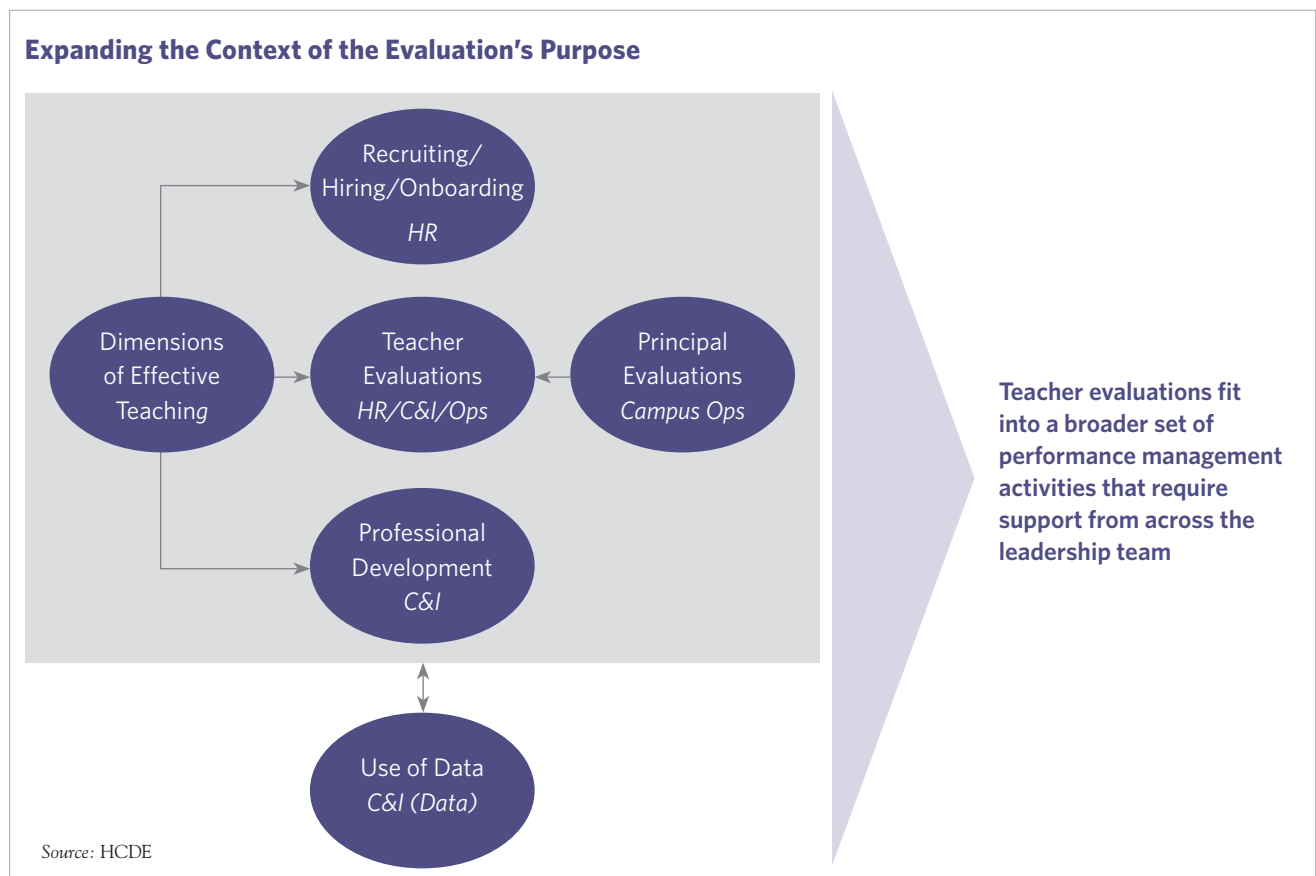 Expanding the Context of the Evaluation's Purpose
Recruiting/
Hiring/Onboarding
HR
Dimensions
of Effective
Teaching
Teacher
Evaluations
HR/C&I/Ops
Principal
Evaluations
Campus Ops
Professional
Development
C&I
Use of Data
C&I (Data)
Teacher evaluations fit
into a broader set of
performance management
activities that require
support from across the
leadership team
Source: HCDE